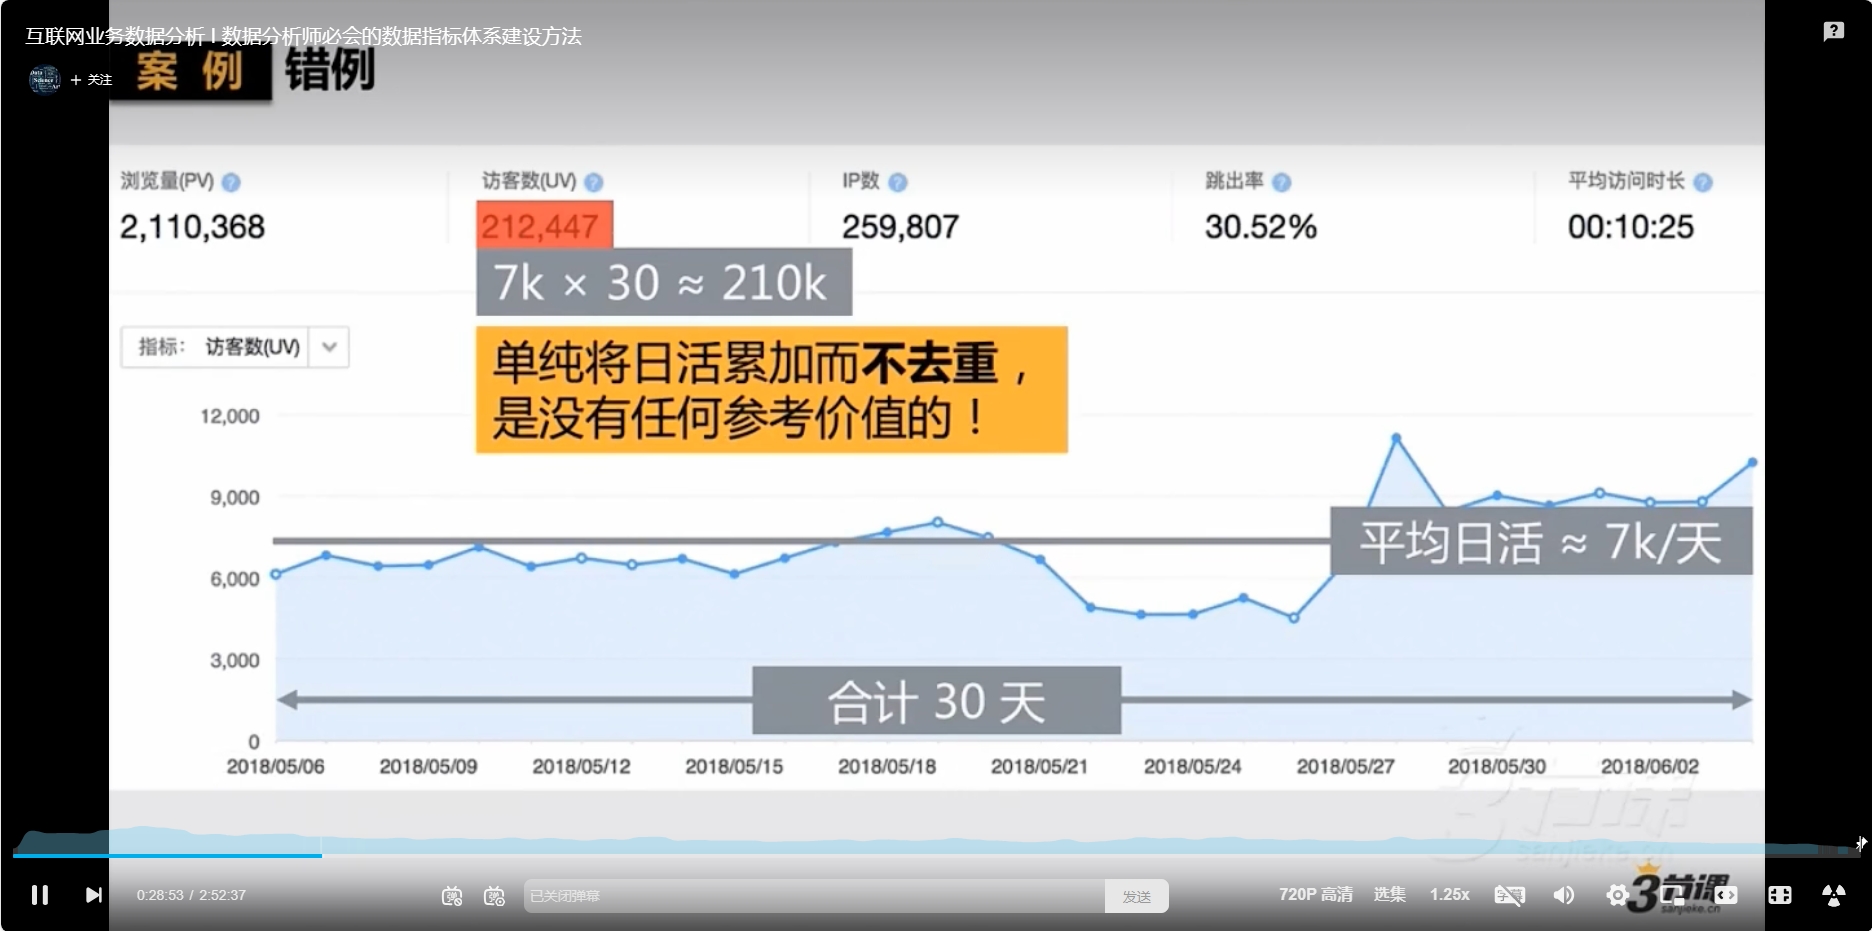 互联网业务数据分析 | 数据分析师必会的数据指标体系建设方法
+ 关注
案 例 错例
浏览量(PV) ? 访客数(UV) ? IP数 ? 跳出率 ? 平均访问时长 ?
2,110,368 212,447 259,807 30.52% 00:10:25
7k × 30 ≈ 210k
指标： 访客数(UV)
单纯将日活累加而不去重，
是没有任何参考价值的！
12,000
9,000
平均日活 ≈ 7k/天
6,000
3,000
合计 30 天
0
2018/05/06 2018/05/09 2018/05/12 2018/05/15 2018/05/18 2018/05/21 2018/05/24 2018/05/27 2018/05/30 2018/06/02
3节课
sanjieke.cn
0:28:53 / 2:52:37 已关闭弹幕 发送 720P 高清 选集 1.25x
3节课
sanjieke.cn